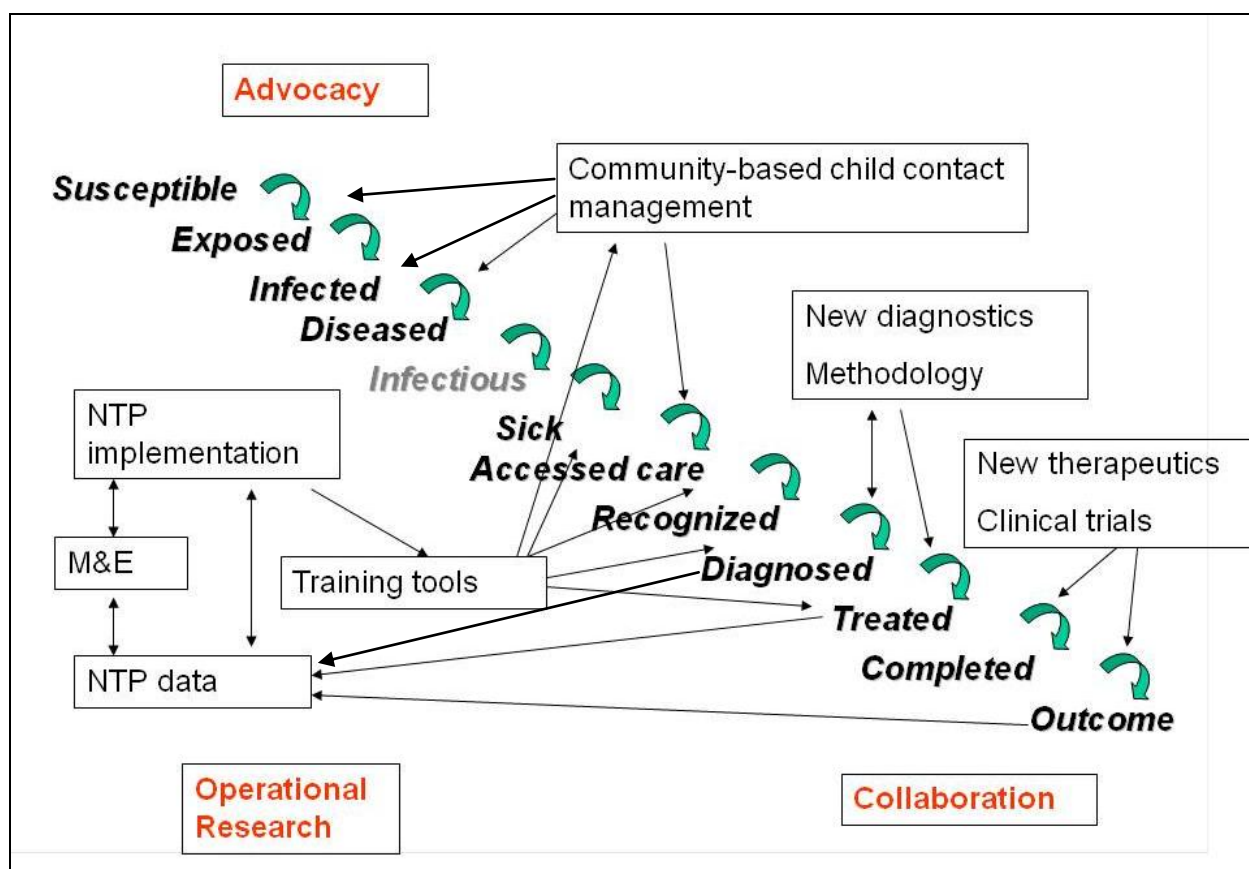 Advocacy
Community-based child contact
management
Susceptible
Exposed
Infected
Diseased
New diagnostics
Methodology
Infectious
NTP
implementation
Sick
Accessed care
New therapeutics
Clinical trials
Recognized
M&E
Training tools
Diagnosed
Treated
Completed
NTP data
Outcome
Operational
Research
Collaboration